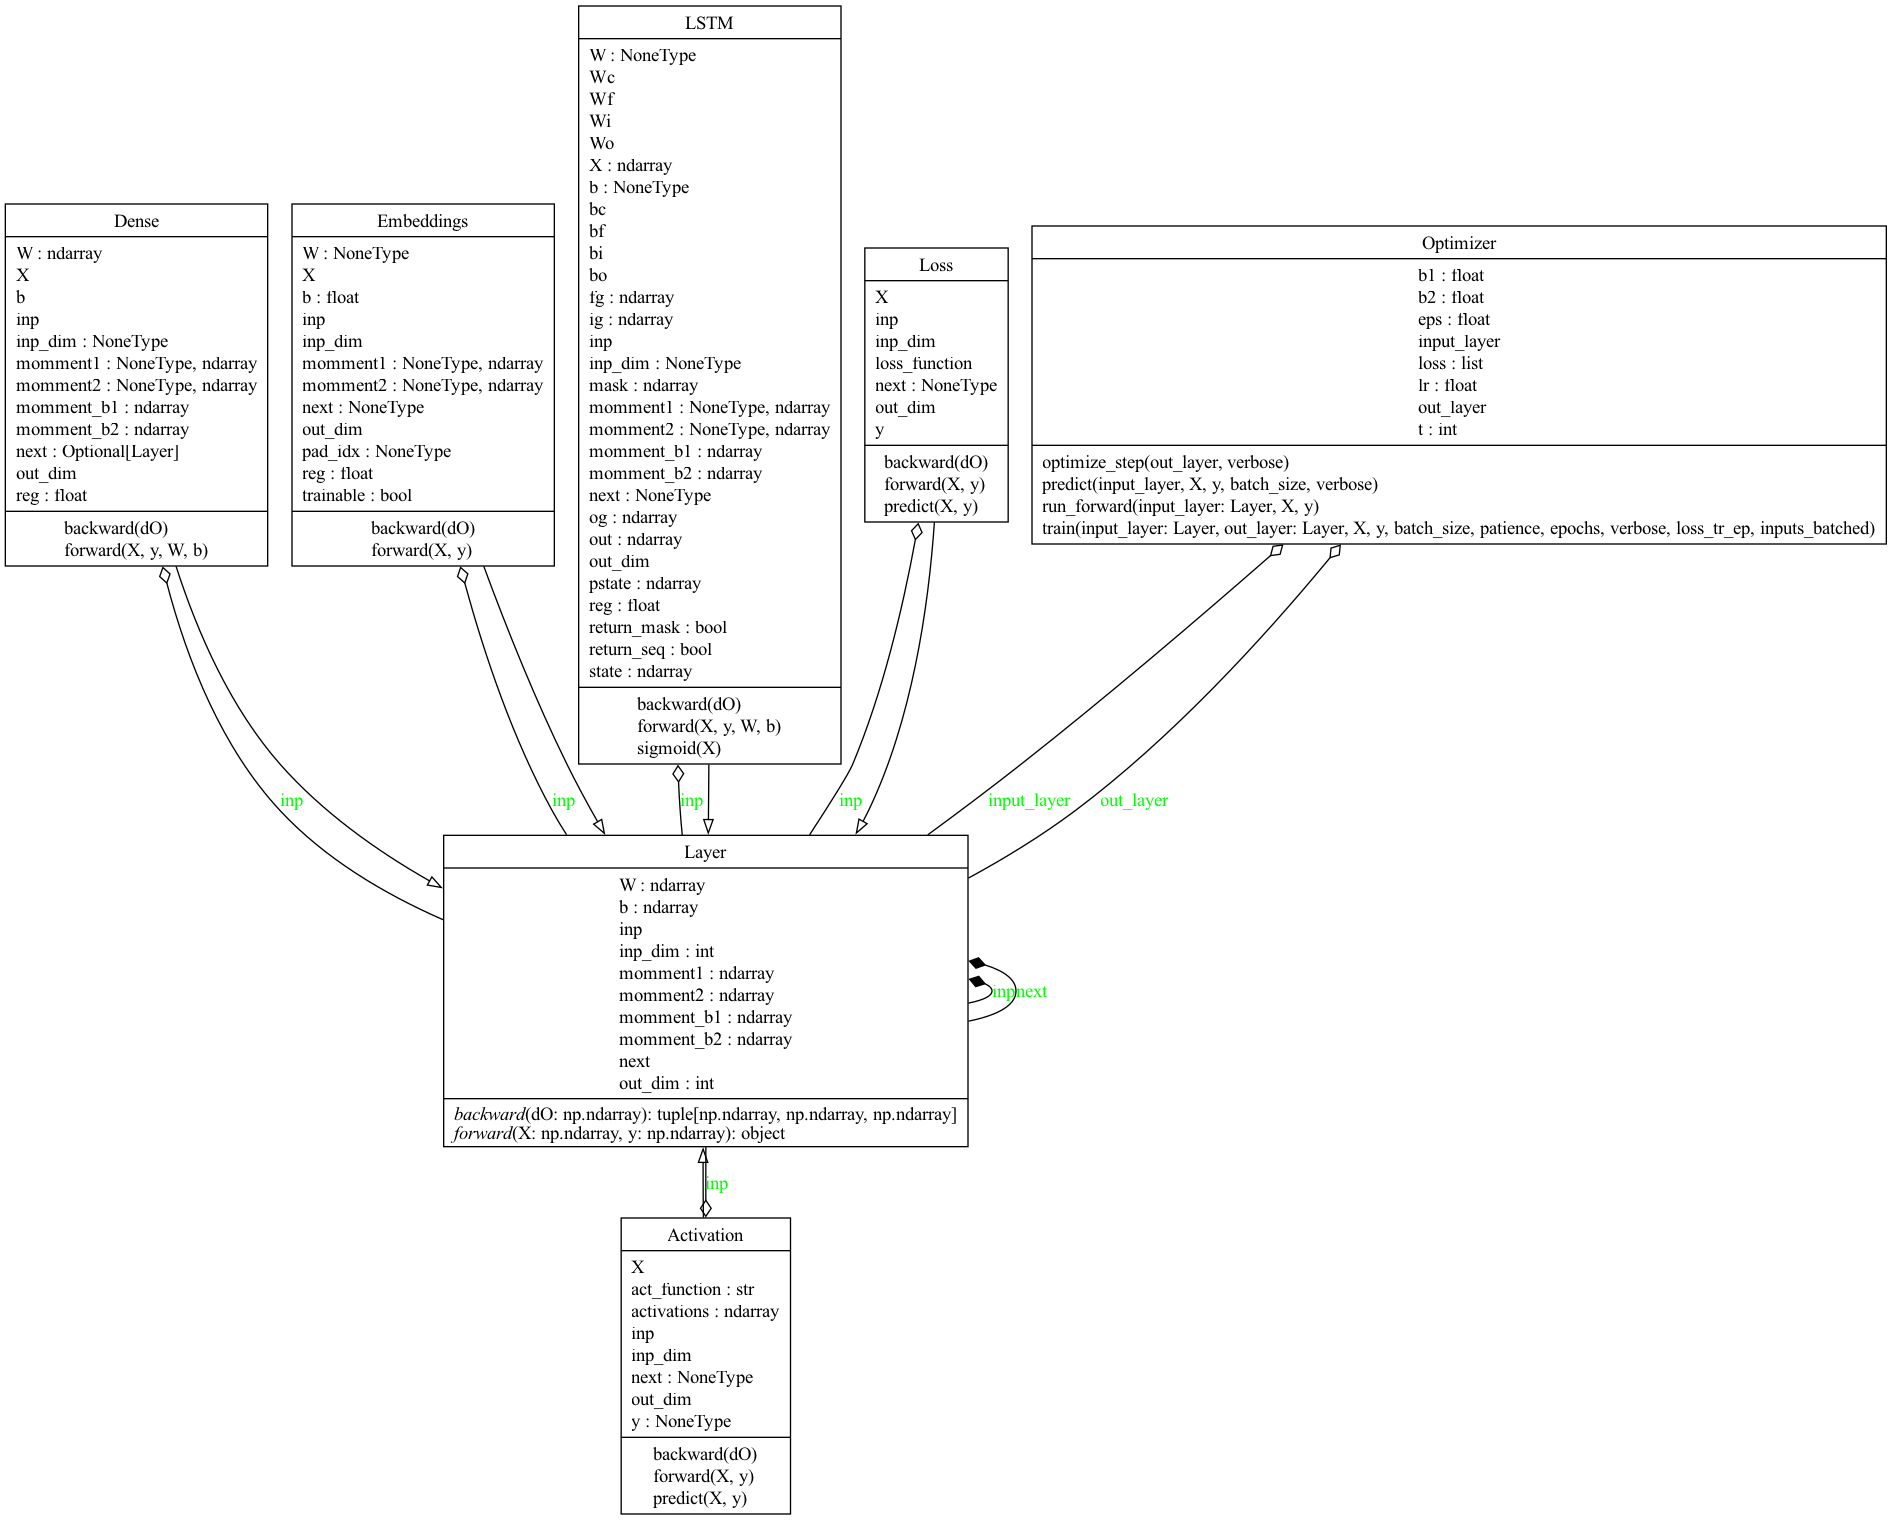 LSTM
W : NoneType
Wc
Wf
Wi
Wo
X : ndarray
b : NoneType
bc
bf
bi
bo
fg : ndarray
ig : ndarray
inp
inp_dim : NoneType
mask : ndarray
momment1 : NoneType, ndarray
momment2 : NoneType, ndarray
momment_b1 : ndarray
momment_b2 : ndarray
next : NoneType
og : ndarray
out : ndarray
out_dim
pstate : ndarray
reg : float
return_mask : bool
return_seq : bool
state : ndarray
backward(dO)
forward(X, y, W, b)
sigmoid(X)
Dense
W : ndarray
X
b
inp
inp_dim : NoneType
momment1 : NoneType, ndarray
momment2 : NoneType, ndarray
momment_b1 : ndarray
momment_b2 : ndarray
next : Optional[Layer]
out_dim
reg : float
backward(dO)
forward(X, y, W, b)
Embeddings
W : NoneType
X
b : float
inp
inp_dim
momment1 : NoneType, ndarray
momment2 : NoneType, ndarray
next : NoneType
out_dim
pad_idx : NoneType
reg : float
trainable : bool
backward(dO)
forward(X, y)
Loss
X
inp
inp_dim
loss_function
next : NoneType
out_dim
y
backward(dO)
forward(X, y)
predict(X, y)
Optimizer
b1 : float
b2 : float
eps : float
input_layer
loss : list
lr : float
out_layer
t : int
optimize_step(out_layer, verbose)
predict(input_layer, X, y, batch_size, verbose)
run_forward(input_layer: Layer, X, y)
train(input_layer: Layer, out_layer: Layer, X, y, batch_size, patience, epochs, verbose, loss_tr_ep, inputs_batched)
inp
inp
inp
inp
input_layer
out_layer
Layer
W : ndarray
b : ndarray
inp
inp_dim : int
momment1 : ndarray
momment2 : ndarray
momment_b1 : ndarray
momment_b2 : ndarray
next
out_dim : int
backward(dO: np.ndarray): tuple[np.ndarray, np.ndarray, np.ndarray]
forward(X: np.ndarray, y: np.ndarray): object
inp
next
inp
Activation
X
act_function : str
activations : ndarray
inp
inp_dim
next : NoneType
out_dim
y : NoneType
backward(dO)
forward(X, y)
predict(X, y)